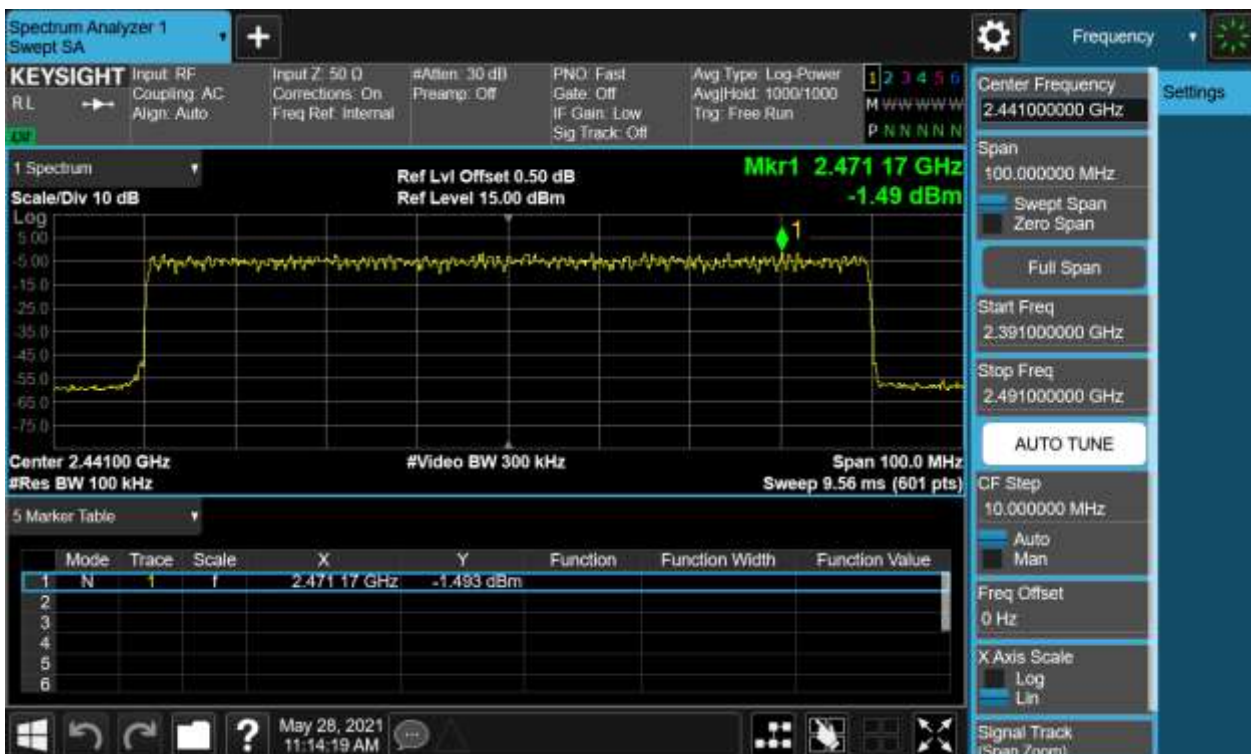 Spectrum Analyzer 1
Swept SA
+
Frequency
KEYSIGHT
RL
Input: RF
Coupling: AC
Align: Auto
Input Z: 50 Ω
Corrections: On
Freq Ref: Internal
#Atten: 30 dB
Preamp: Off
PNO: Fast
Gate: Off
IF Gain: Low
Sig Track: Off
Avg Type: Log-Power
Avg|Hold: 1000/1000
Trig: Free Run
1 2 3 4 5 6
M W W W W W
P N N N N N
Center Frequency
2.441000000 GHz
Settings
Span
100.000000 MHz
Swept Span
Zero Span
Full Span
Start Freq
2.391000000 GHz
Stop Freq
2.491000000 GHz
AUTO TUNE
CF Step
10.000000 MHz
Auto
Man
Freq Offset
0 Hz
X Axis Scale
Log
Lin
Signal Track
(Span Zoom)
1 Spectrum
Scale/Div 10 dB
Ref Lvl Offset 0.50 dB
Ref Level 15.00 dBm
Mkr1 2.471 17 GHz
-1.49 dBm
Log
5.00
-5.00
-15.0
-25.0
-35.0
-45.0
-55.0
-65.0
-75.0
1
Center 2.44100 GHz
#Video BW 300 kHz
Span 100.0 MHz
#Res BW 100 kHz
Sweep 9.56 ms (601 pts)
5 Marker Table
Mode Trace Scale X Y Function Function Width Function Value
1 N 1 f 2.471 17 GHz -1.493 dBm
2
3
4
5
6
?
May 28, 2021
11:14:19 AM